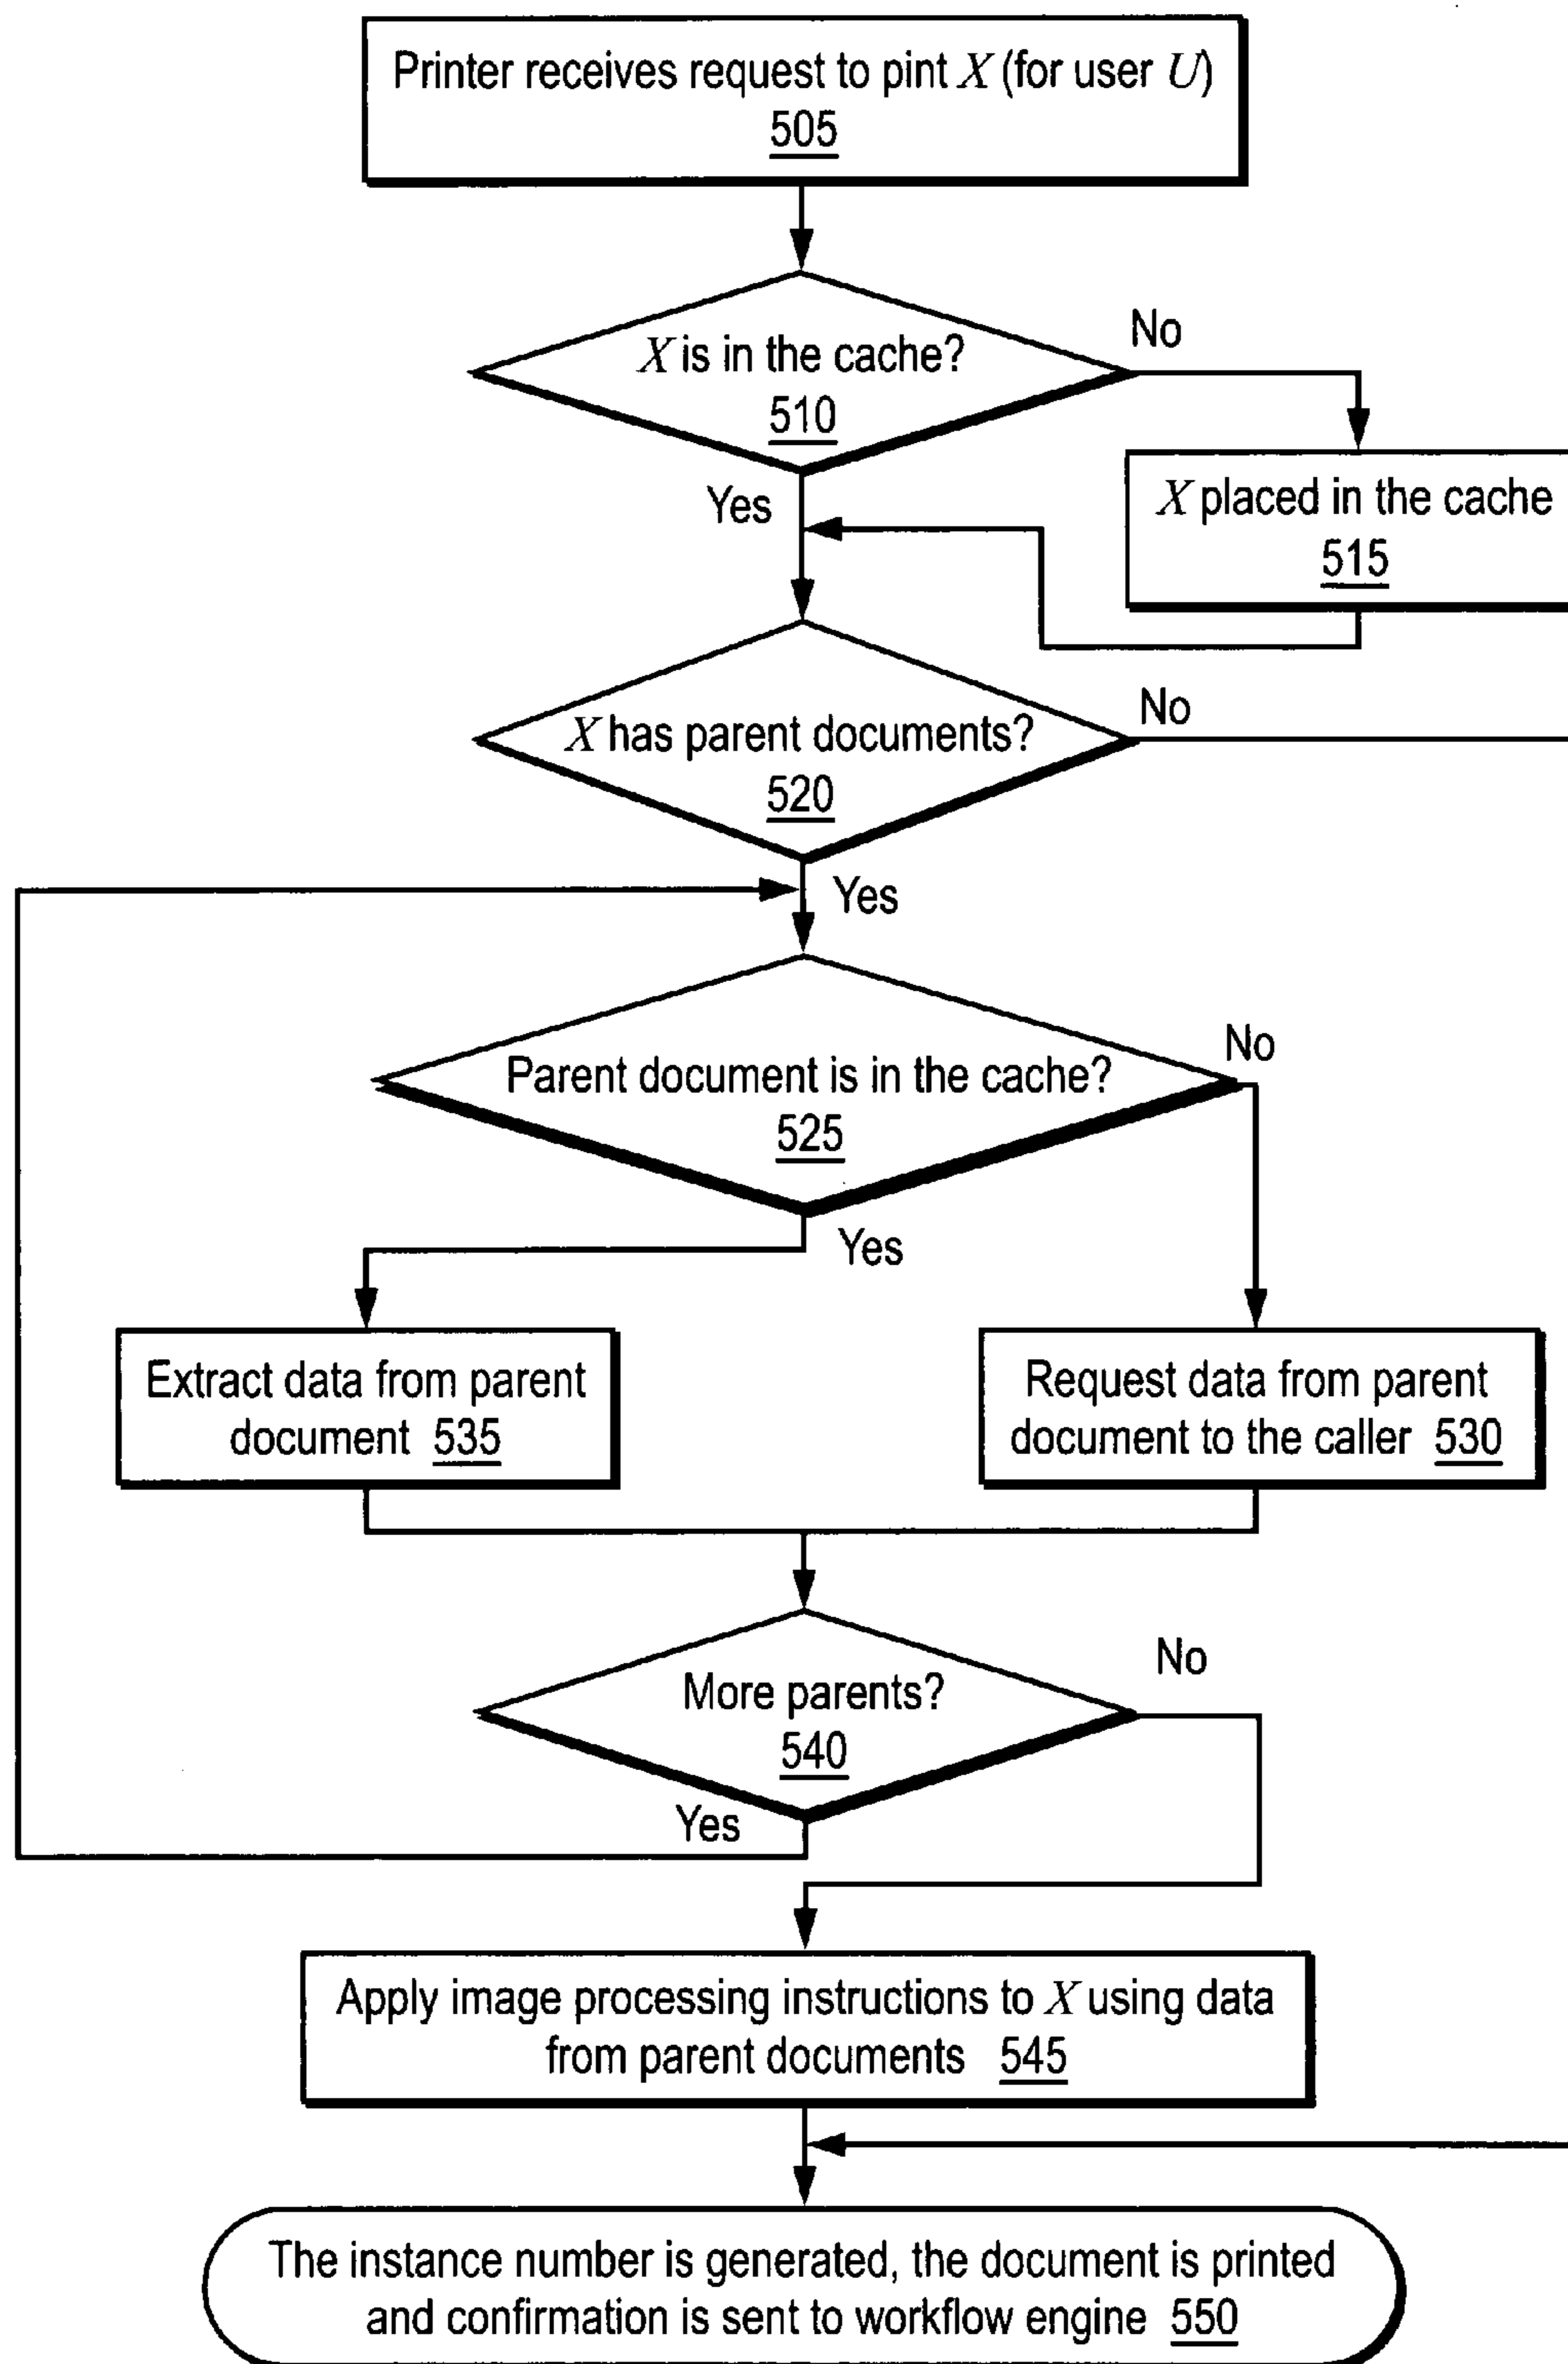 Printer receives request to pint X (for user U)
505
X is in the cache?
510
No
Yes
X placed in the cache
515
X has parent documents?
520
No
Yes
Parent document is in the cache?
525
No
Yes
Extract data from parent
document 535
Request data from parent
document to the caller 530
More parents?
540
No
Yes
Apply image processing instructions to X using data
from parent documents 545
The instance number is generated, the document is printed
and confirmation is sent to workflow engine 550